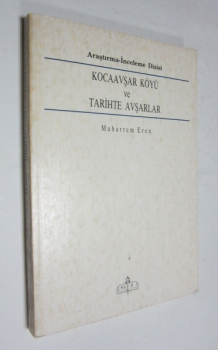 Araştırma-İnceleme Dizisi
KOCAAVŞAR KÖYÜ
ve
TARİHTE AVŞARLAR
Muharrem Eren